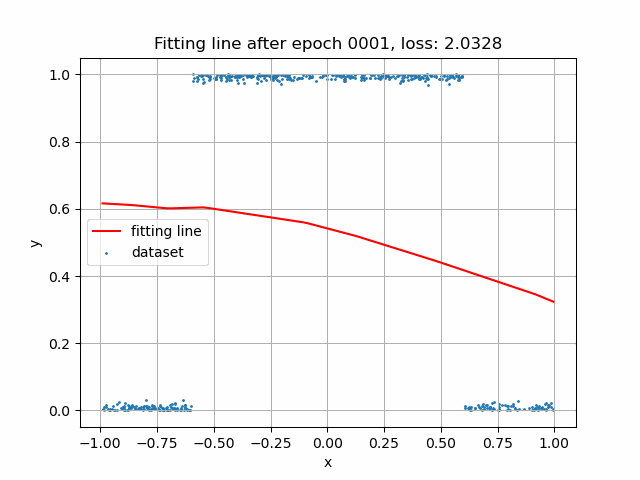 Fitting line after epoch 0001, loss: 2.0328
1.0
0.8
0.6
0.4
0.2
0.0
y
fitting line
dataset
−1.00 −0.75 −0.50 −0.25 0.00 0.25 0.50 0.75 1.00
x